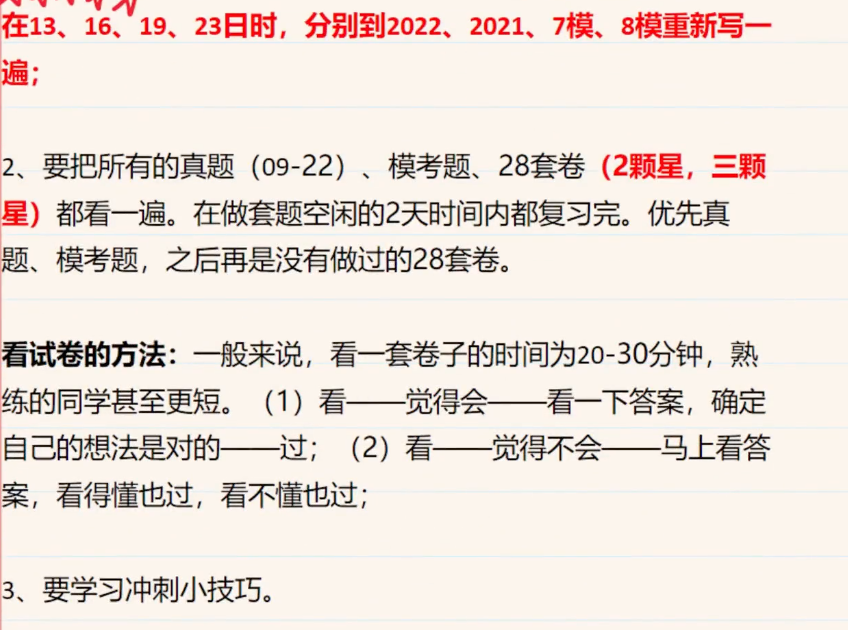 在13、16、19、23日时，分别到2022、2021、7模、8模重新写一
遍；
2、要把所有的真题（09-22）、模考题、28套卷（2颗星，三颗
星）都看一遍。在做套题空闲的2天时间内都复习完。优先真
题、模考题，之后再是没有做过的28套卷。
看试卷的方法：一般来说，看一套卷子的时间为20-30分钟，熟
练的同学甚至更短。（1）看——觉得会——看一下答案，确定
自己的想法是对的——过；（2）看——觉得不会——马上看答
案，看得懂也过，看不懂也过；
3、要学习冲刺小技巧。